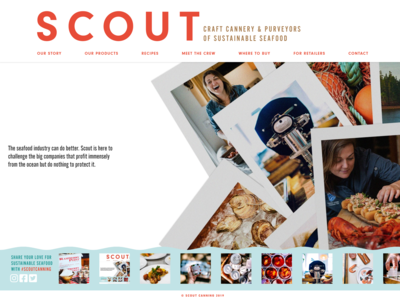 SCOUT
CRAFT CANNERY & PURVEYORS
OF SUSTAINABLE SEAFOOD
OUR STORY OUR PRODUCTS RECIPES MEET THE CREW WHERE TO BUY FOR RETAILERS CONTACT
The seafood industry can do better. Scout is here to
challenge the big companies that profit immensely
from the ocean but do nothing to protect it.
SHARE YOUR LOVE FOR
SUSTAINABLE SEAFOOD
WITH #SCOUTCANNING
SCOUT
© SCOUT CANNING 2019